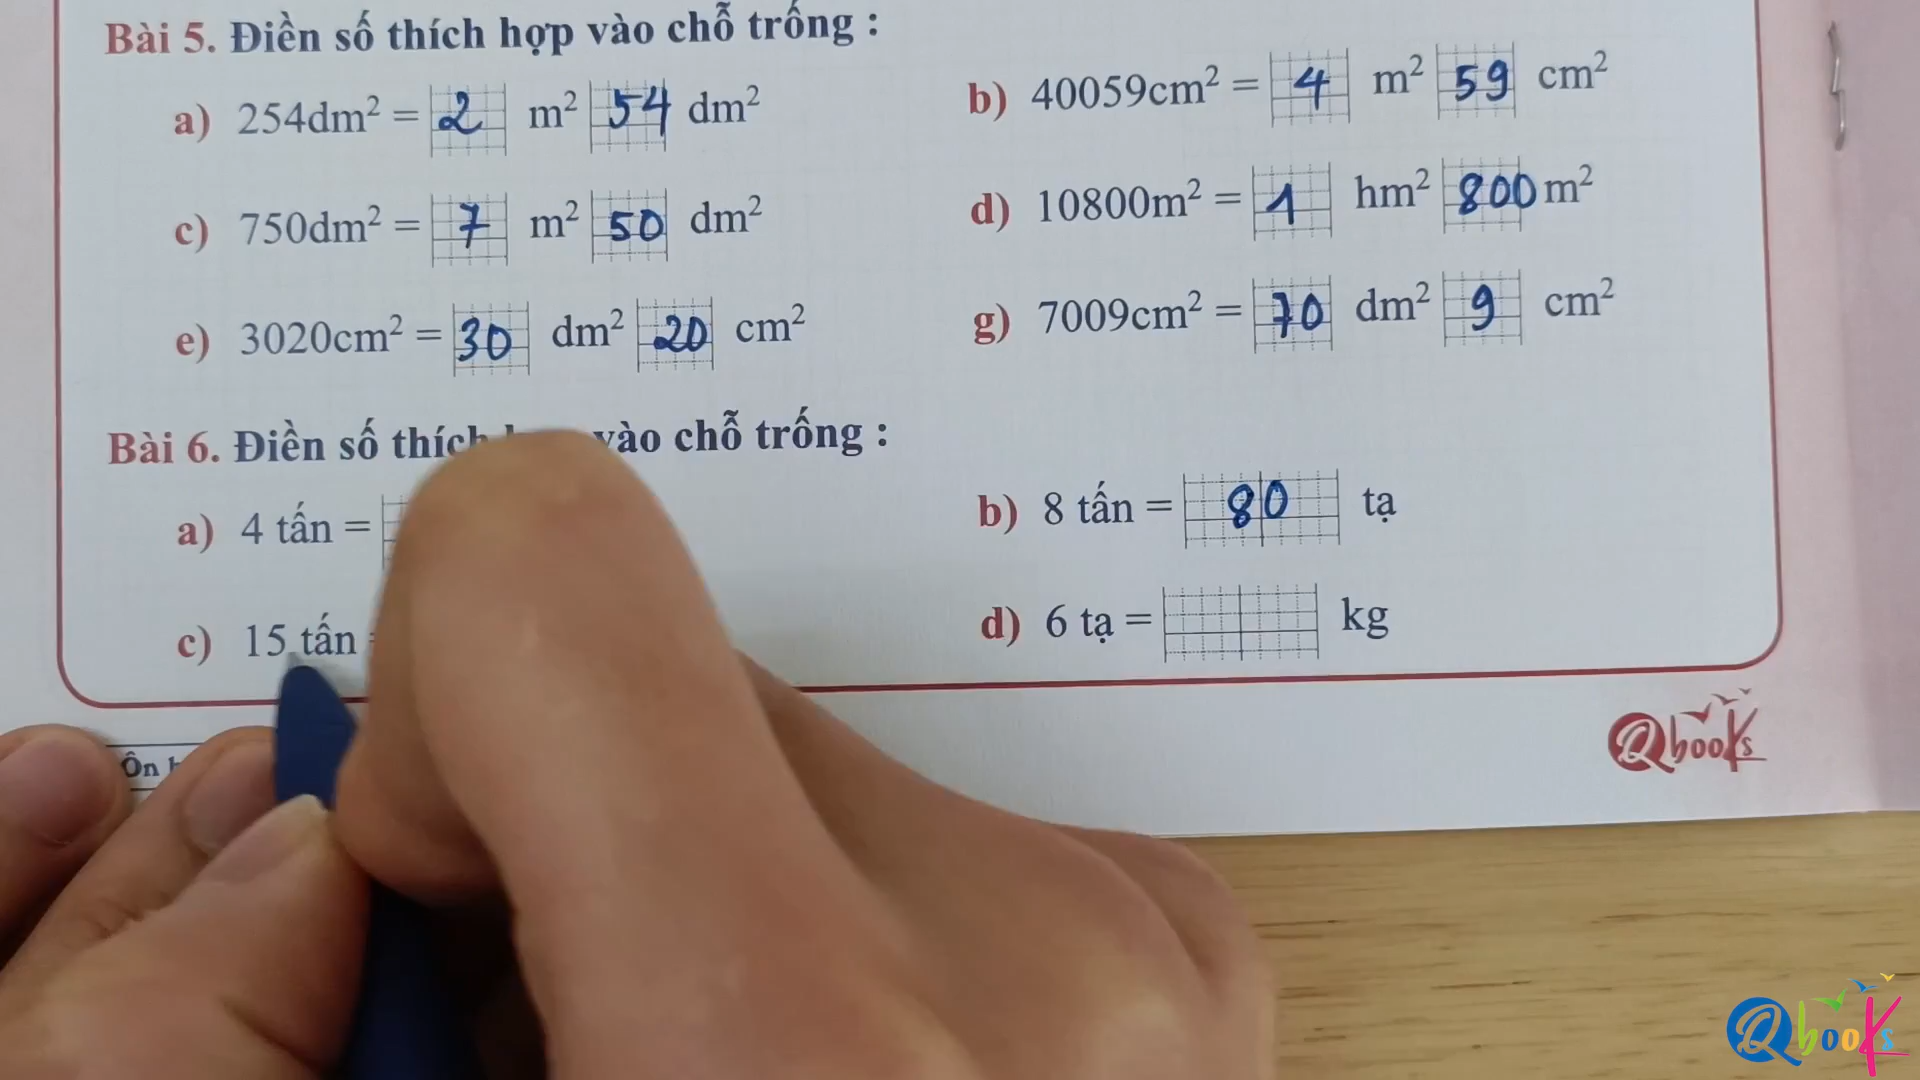 Bài 5. Điền số thích hợp vào chỗ trống :
a) 254dm² = 2 m² 54 dm²
b) 40059cm² = 4 m² 59 cm²
c) 750dm² = 7 m² 50 dm²
d) 10800m² = 1 hm² 800 m²
e) 3020cm² = 30 dm² 20 cm²
g) 7009cm² = 70 dm² 9 cm²
Bài 6. Điền số vào chỗ trống :
a) 4 tấn =
b) 8 tấn = 80 tạ
c) 15 tấn
d) 6 tạ = kg
Ôn
Qbooks
Qbooks